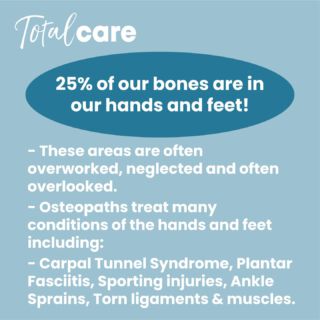 Total care
25% of our bones are in
our hands and feet!
- These areas are often
overworked, neglected and often
overlooked.
- Osteopaths treat many
conditions of the hands and feet
including:
- Carpal Tunnel Syndrome, Plantar
Fasciitis, Sporting injuries, Ankle
Sprains, Torn ligaments & muscles.